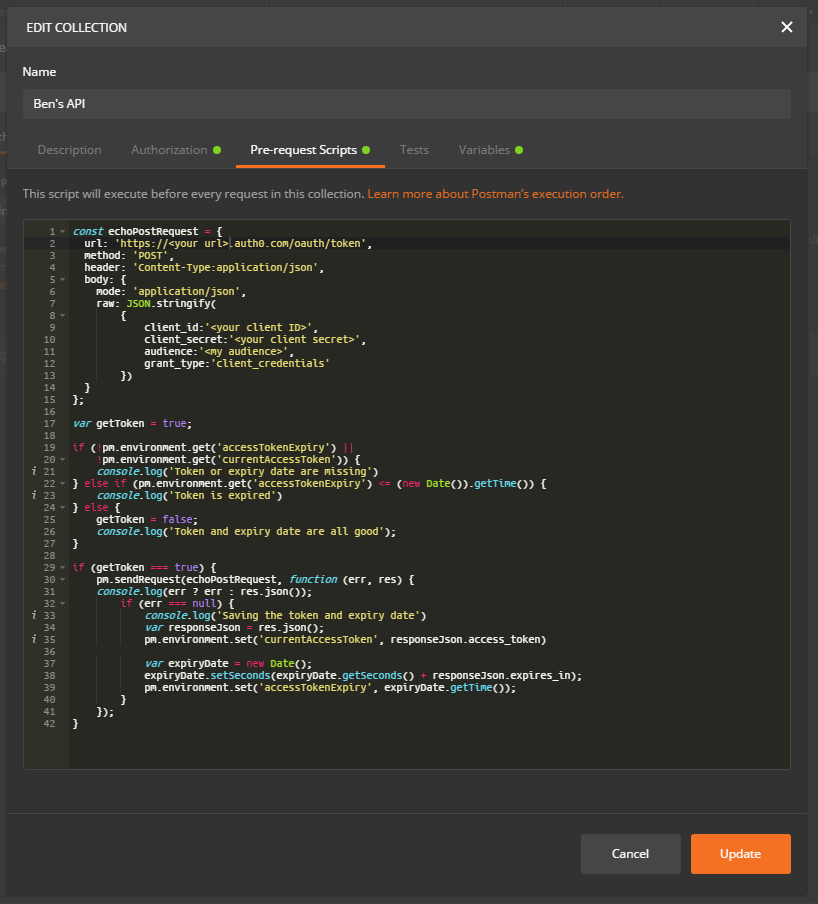 EDIT COLLECTION
Name
Ben's API
Description Authorization Pre-request Scripts Tests Variables
This script will execute before every request in this collection. Learn more about Postman's execution order.
1 const echoPostRequest = {
2   url: 'https://<your url>.auth0.com/oauth/token',
3   method: 'POST',
4   header: 'Content-Type:application/json',
5   body: {
6     mode: 'application/json',
7     raw: JSON.stringify(
8         {
9             client_id:'<your client ID>',
10             client_secret:'<your client secret>',
11             audience:'<my audience>',
12             grant_type:'client_credentials'
13         })
14   }
15 };
16
17 var getToken = true;
18
19 if (!pm.environment.get('accessTokenExpiry') ||
20     !pm.environment.get('currentAccessToken')) {
i 21     console.log('Token or expiry date are missing')
22 } else if (pm.environment.get('accessTokenExpiry') <= (new Date()).getTime()) {
i 23     console.log('Token is expired')
24 } else {
25     getToken = false;
26     console.log('Token and expiry date are all good');
27 }
28
29 if (getToken === true) {
30     pm.sendRequest(echoPostRequest, function (err, res) {
31     console.log(err ? err : res.json());
32         if (err === null) {
i 33             console.log('Saving the token and expiry date')
34             var responseJson = res.json();
i 35             pm.environment.set('currentAccessToken', responseJson.access_token)
36
37             var expiryDate = new Date();
38             expiryDate.setSeconds(expiryDate.getSeconds() + responseJson.expires_in);
39             pm.environment.set('accessTokenExpiry', expiryDate.getTime());
40         }
41     });
42 }
Cancel Update